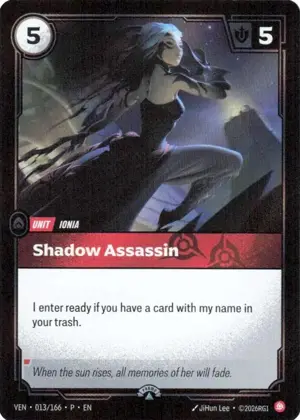 5
5
UNIT IONIA
Shadow Assassin
I enter ready if you have a card with my name in
your trash.
When the sun rises, all memories of her will fade.
VEN • 013/166 • P • EN
JiHun Lee • ©2026RGI